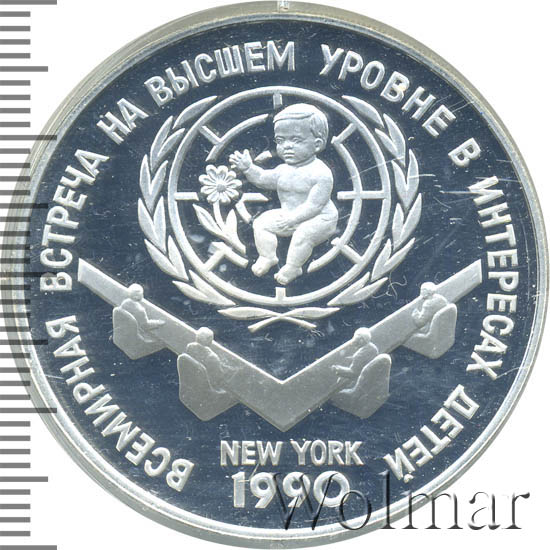 ВСЕМИРНАЯ ВСТРЕЧА НА ВЫСШЕМ УРОВНЕ В ИНТЕРЕСАХ ДЕТЕЙ
NEW YORK
1990
Wolmar